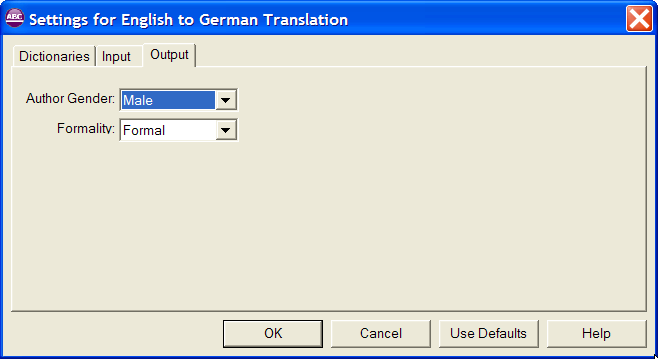 ABC Settings for English to German Translation
Dictionaries Input Output
Author Gender: Male
Formality: Formal
OK Cancel Use Defaults Help